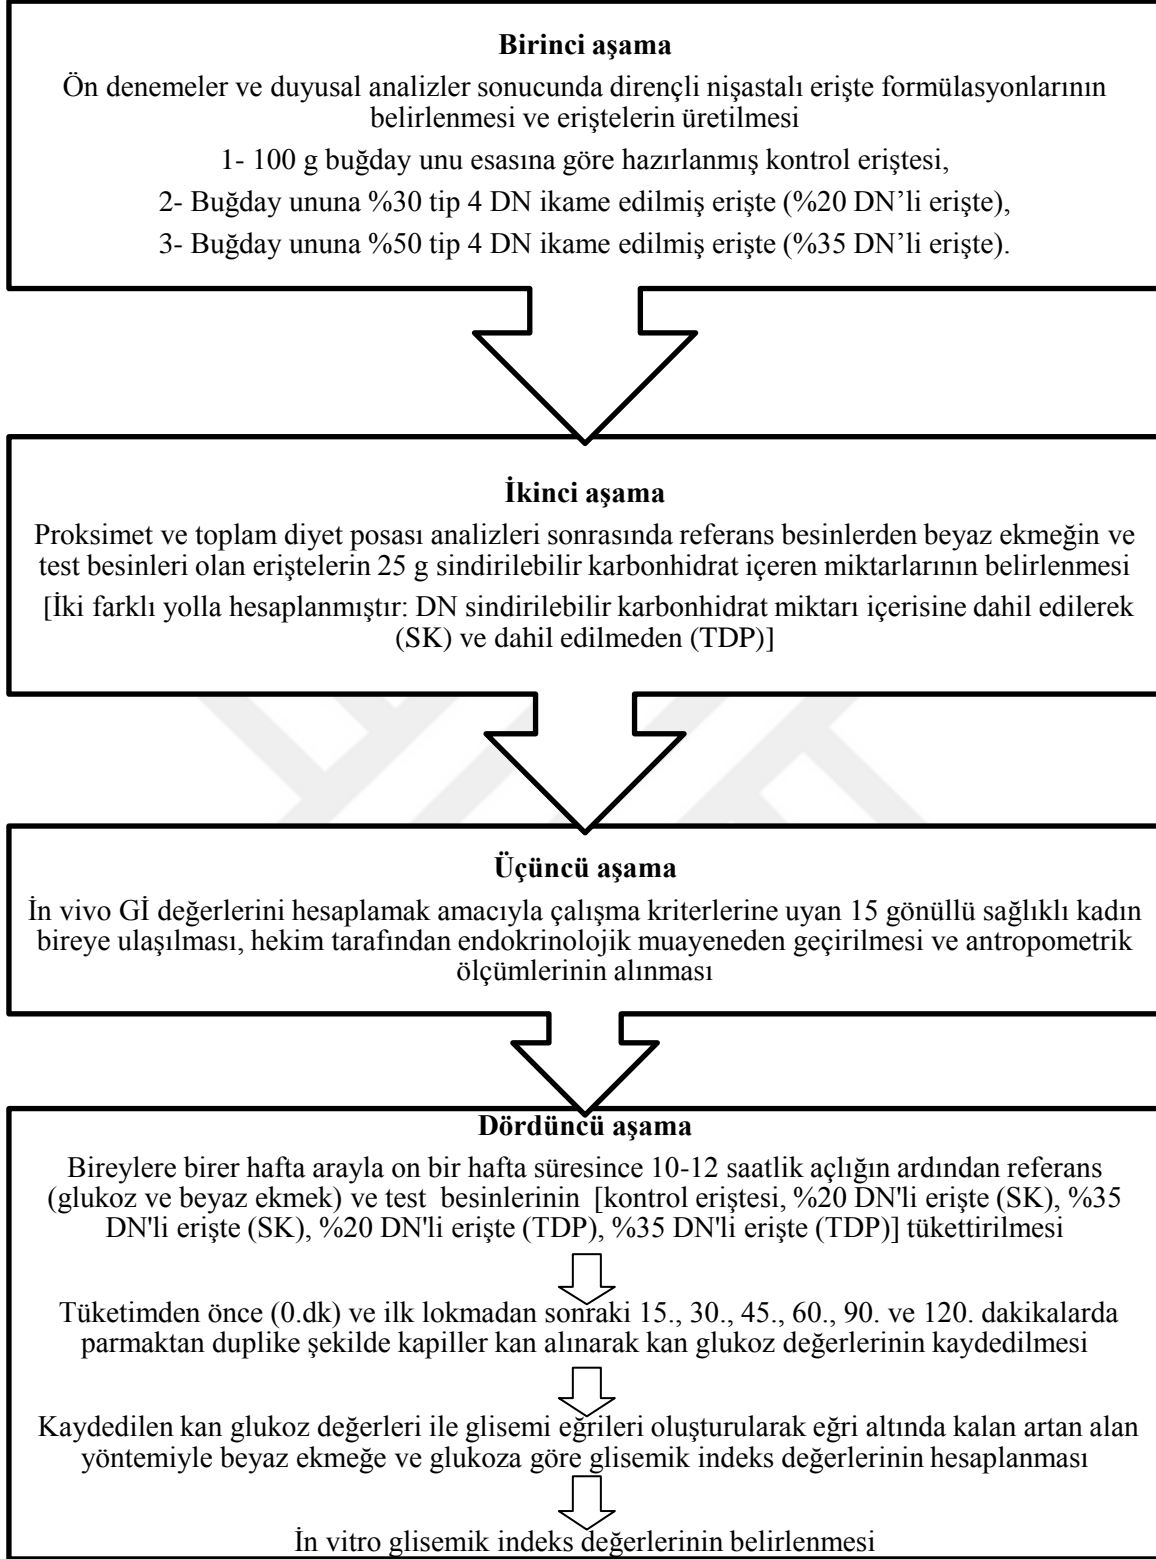 Birinci aşama
Ön denemeler ve duyusal analizler sonucunda dirençli nişastalı erişte formülasyonlarının
belirlenmesi ve eriştelerin üretilmesi
1- 100 g buğday unu esasına göre hazırlanmış kontrol eriştesi,
2- Buğday ununa %30 tip 4 DN ikame edilmiş erişte (%20 DN’li erişte),
3- Buğday ununa %50 tip 4 DN ikame edilmiş erişte (%35 DN’li erişte).
İkinci aşama
Proksimet ve toplam diyet posası analizleri sonrasında referans besinlerden beyaz ekmeğin ve
test besinleri olan eriştelerin 25 g sindirilebilir karbonhidrat içeren miktarlarının belirlenmesi
[İki farklı yolla hesaplanmıştır: DN sindirilebilir karbonhidrat miktarı içerisine dahil edilerek
(SK) ve dahil edilmeden (TDP)]
Üçüncü aşama
İn vivo Gİ değerlerini hesaplamak amacıyla çalışma kriterlerine uyan 15 gönüllü sağlıklı kadın
bireye ulaşılması, hekim tarafından endokrinolojik muayeneden geçirilmesi ve antropometrik
ölçümlerinin alınması
Dördüncü aşama
Bireylere birer hafta arayla on bir hafta süresince 10-12 saatlik açlığın ardından referans
(glukoz ve beyaz ekmek) ve test besinlerinin [kontrol eriştesi, %20 DN'li erişte (SK), %35
DN'li erişte (SK), %20 DN'li erişte (TDP), %35 DN'li erişte (TDP)] tükettirilmesi
Tüketimden önce (0.dk) ve ilk lokmadan sonraki 15., 30., 45., 60., 90. ve 120. dakikalarda
parmaktan duplike şekilde kapiller kan alınarak kan glukoz değerlerinin kaydedilmesi
Kaydedilen kan glukoz değerleri ile glisemi eğrileri oluşturularak eğri altında kalan artan alan
yöntemiyle beyaz ekmeğe ve glukoza göre glisemik indeks değerlerinin hesaplanması
İn vitro glisemik indeks değerlerinin belirlenmesi